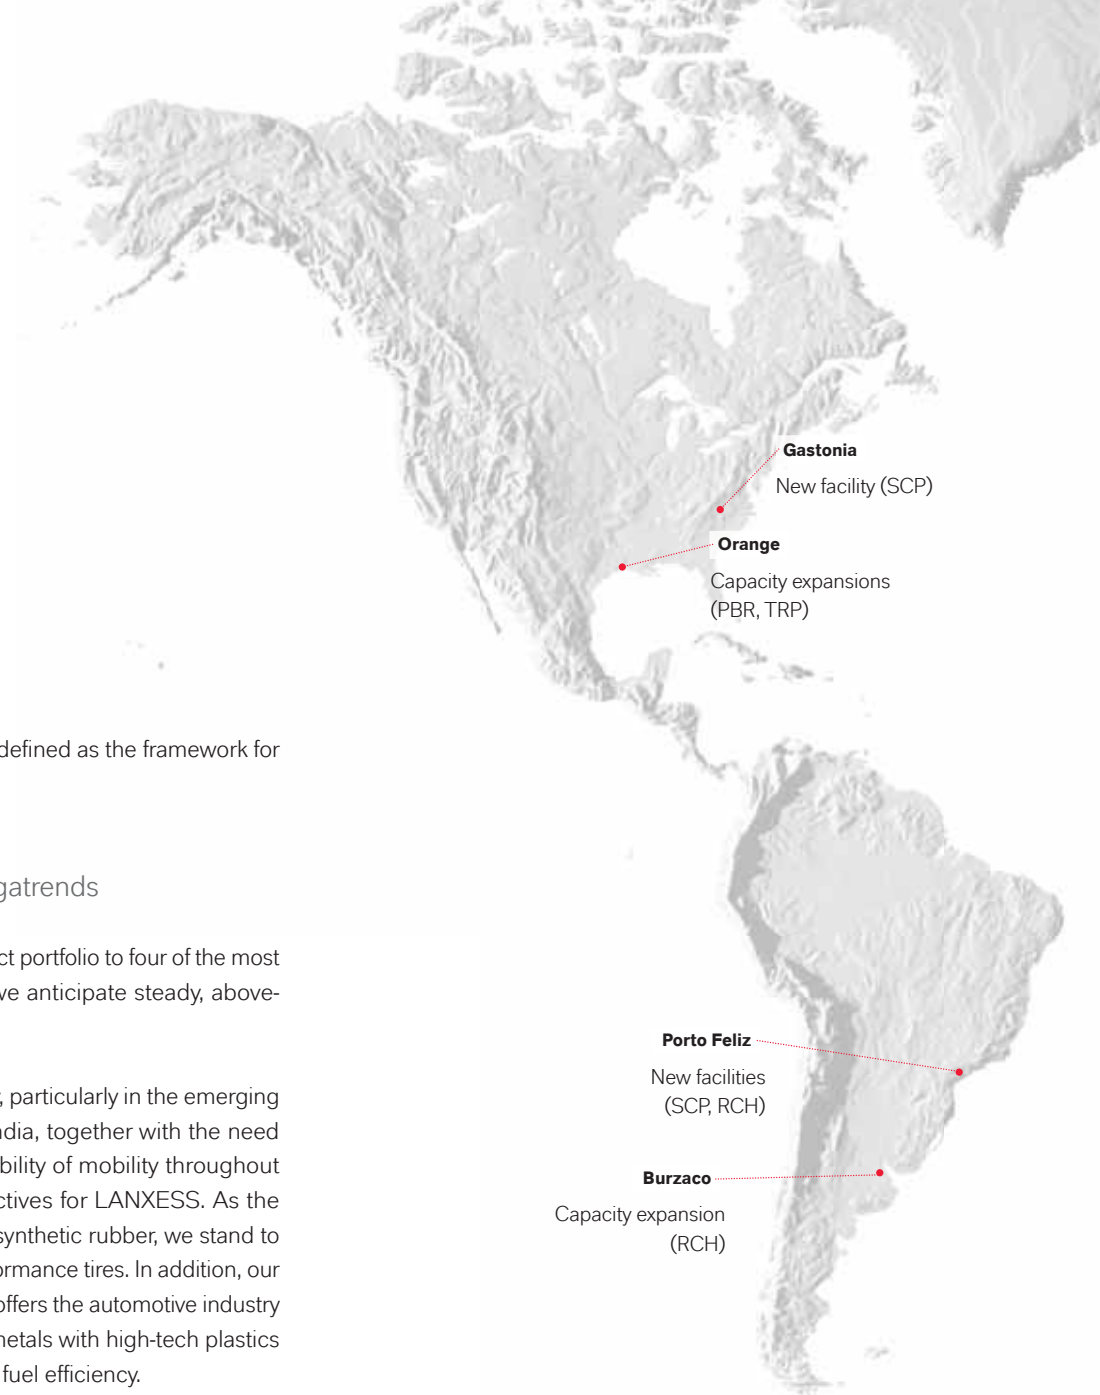 Gastonia
New facility (SCP)
Orange
Capacity expansions
(PBR, TRP)
defined as the framework for
gatrends
ct portfolio to four of the most
we anticipate steady, above-
Porto Feliz
New facilities
(SCP, RCH)
, particularly in the emerging
ndia, together with the need
bility of mobility throughout
ctives for LANXESS. As the
synthetic rubber, we stand to
ormance tires. In addition, our
offers the automotive industry
metals with high-tech plastics
fuel efficiency.
Burzaco
Capacity expansion
(RCH)